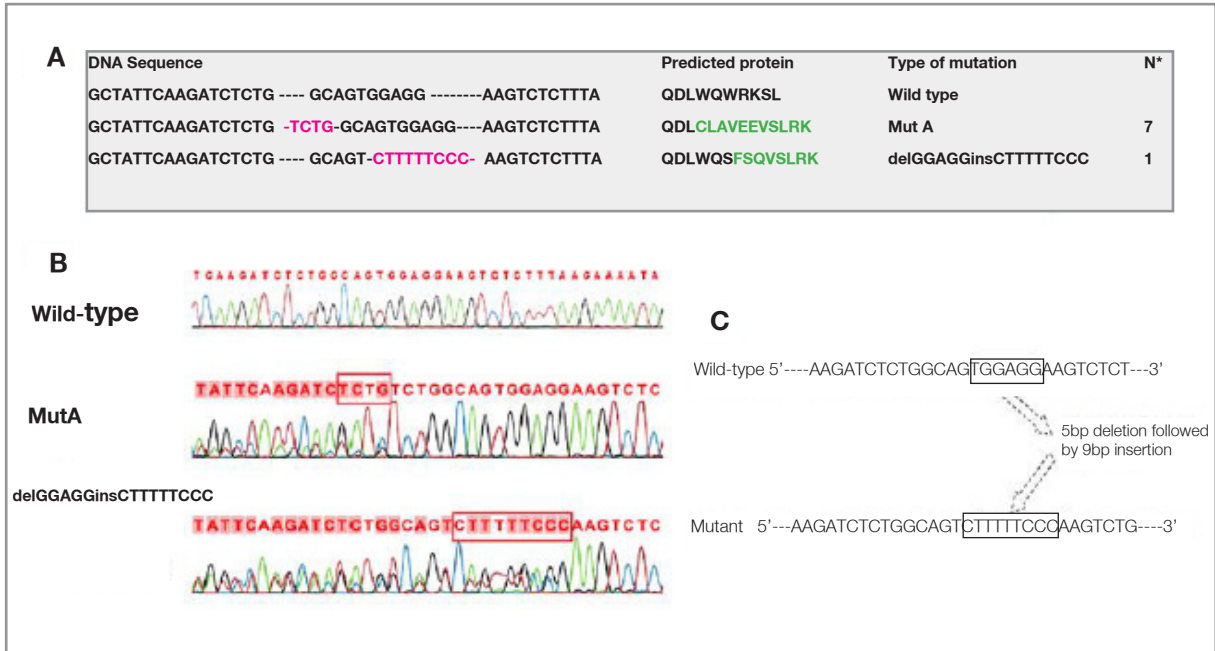 A
DNA Sequence Predicted protein Type of mutation N*
GCTATTCAAGATCTCTG ---- GCAGTGGAGG --------AAGTCTCTTTA QDLWQWRKSL Wild type
GCTATTCAAGATCTCTG -TCTG-GCAGTGGAGG----AAGTCTCTTTA QDLCLAVEEVSLRK Mut A 7
GCTATTCAAGATCTCTG ---- GCAGT-CTTTTTCCC- AAGTCTCTTTA QDLWQSFSQVSLRK delGGAGGinsCTTTTTCCC 1
B
Wild-type
TCAAGATCTCTGGCAGTGGAGGAAGTCTCTTTAAGAAAATA
MutA
TATTCAAGATCTCTGTCTGGCAGTGGAGGAAGTCTC
delGGAGGinsCTTTTTCCC
TATTCAAGATCTCTGGCAGTCTTTTTCCCAAGTCTC
C
Wild-type 5’----AAGATCTCTGGCAGTGGAGGAAGTCTCT---3’
5bp deletion followed
by 9bp insertion
Mutant 5’---AAGATCTCTGGCAGTCTTTTTCCCAAGTCTG----3’